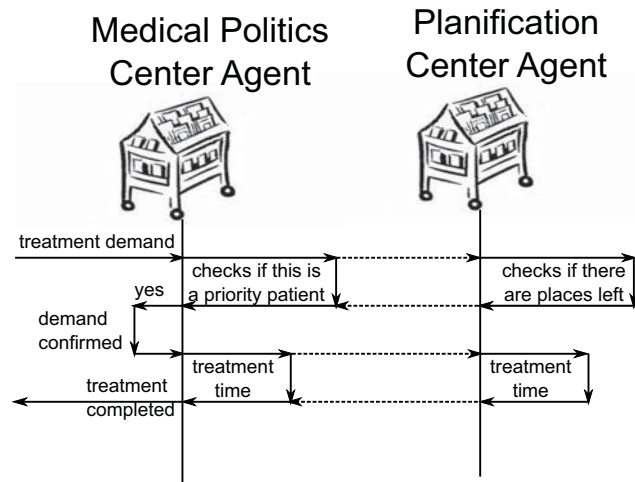 Medical Politics
Center Agent
Planification
Center Agent
treatment demand
checks if this is
a priority patient
checks if there
are places left
yes
demand
confirmed
treatment
time
treatment
time
treatment
completed